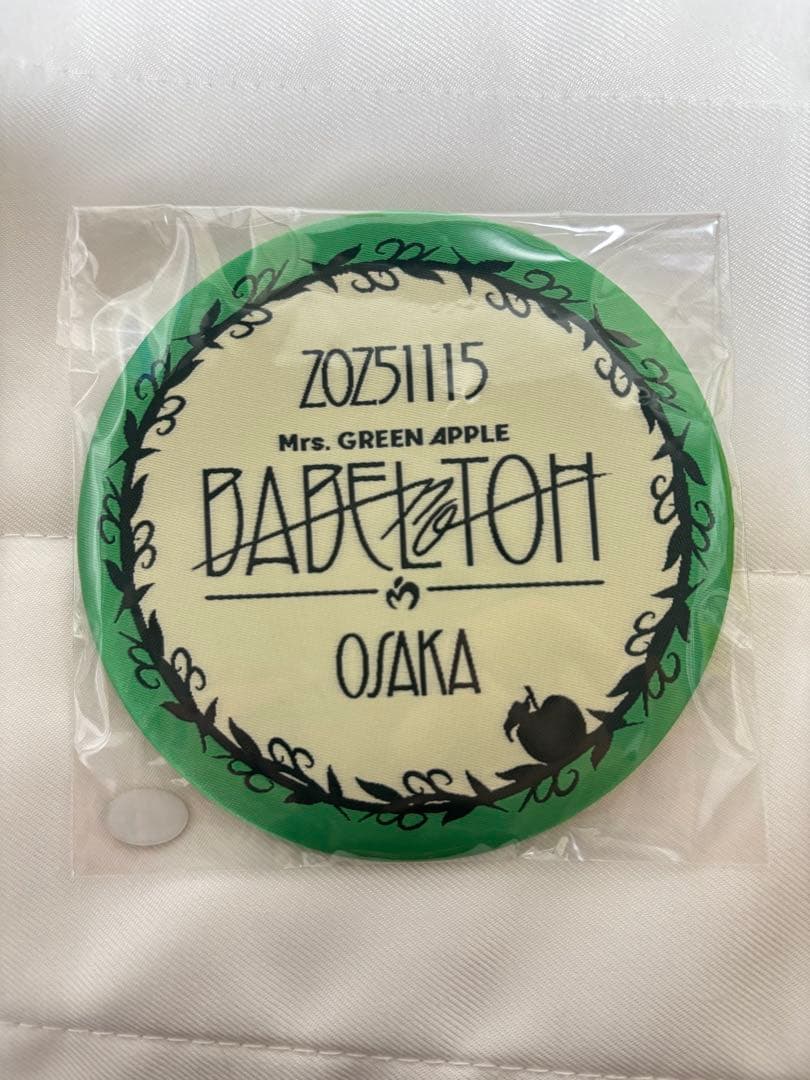 20251115
Mrs. GREEN APPLE
BABEL no TOH
OSAKA